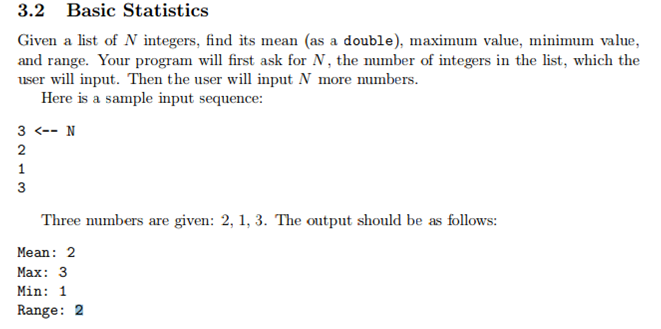 3.2 Basic Statistics
Given a list of N integers, find its mean (as a double), maximum value, minimum value,
and range. Your program will first ask for N, the number of integers in the list, which the
user will input. Then the user will input N more numbers.
Here is a sample input sequence:
3 <-- N
2
1
3
Three numbers are given: 2, 1, 3. The output should be as follows:
Mean: 2
Max: 3
Min: 1
Range: 2